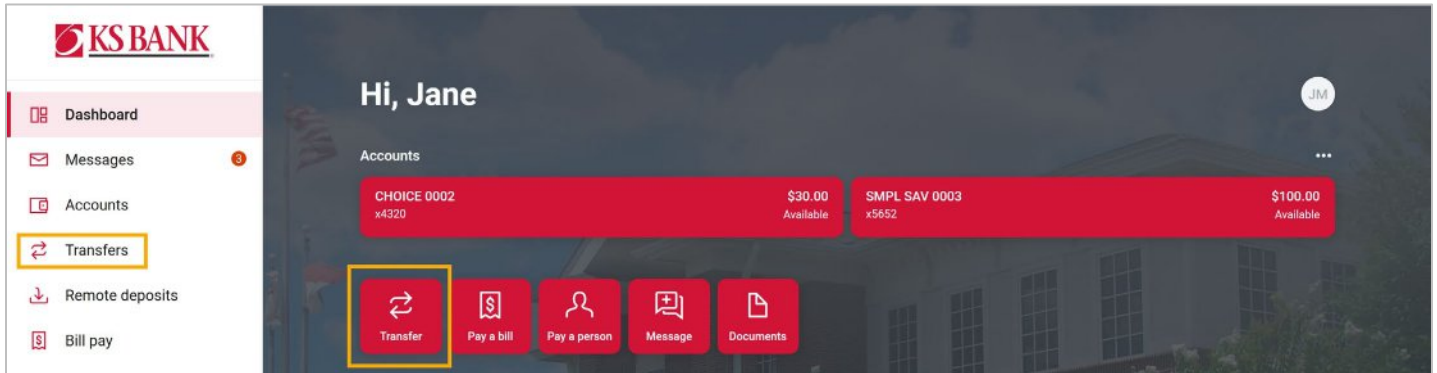 KS BANK
Dashboard
Messages 3
Accounts
Transfers
Remote deposits
Bill pay
Hi, Jane
JM
Accounts
CHOICE 0002 $30.00
x4320 Available
SMPL SAV 0003 $100.00
x5652 Available
Transfer
Pay a bill
Pay a person
Message
Documents